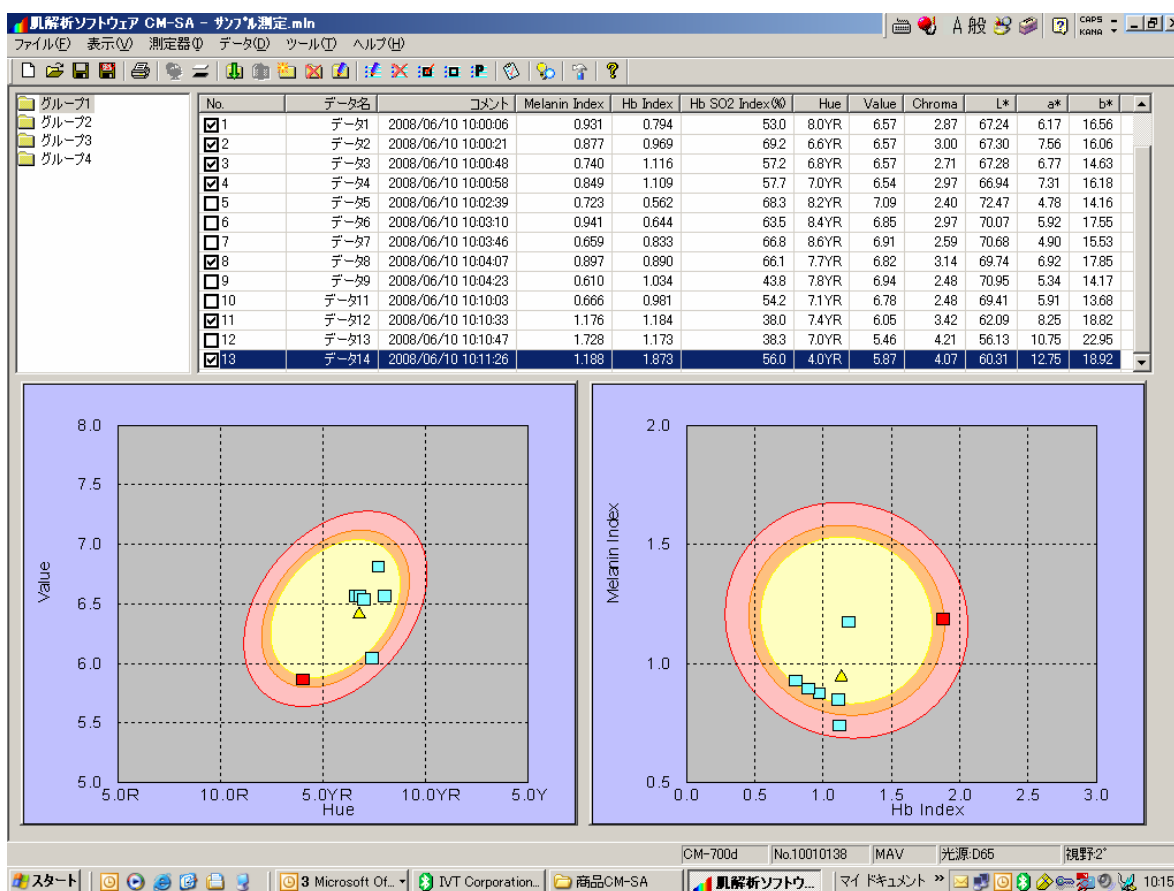 肌解析ソフトウェア CM-SA - サンプル測定.mln
A 般 CAPS KANA
ファイル(F) 表示(V) 測定器(I) データ(D) ツール(T) ヘルプ(H)
グループ1
グループ2
グループ3
グループ4
No. データ名 コメント Melanin Index Hb Index Hb SO2 Index(%) Hue Value Chroma L* a* b*
1 データ1 2008/06/10 10:00:06 0.931 0.794 53.0 8.0YR 6.57 2.87 67.24 6.17 16.56
2 データ2 2008/06/10 10:00:21 0.877 0.969 69.2 6.6YR 6.57 3.00 67.30 7.56 16.06
3 データ3 2008/06/10 10:00:48 0.740 1.116 57.2 6.8YR 6.57 2.71 67.28 6.77 14.63
4 データ4 2008/06/10 10:00:58 0.849 1.109 57.7 7.0YR 6.54 2.97 66.94 7.31 16.18
5 データ5 2008/06/10 10:02:39 0.723 0.562 68.3 8.2YR 7.09 2.40 72.47 4.78 14.16
6 データ6 2008/06/10 10:03:10 0.941 0.644 63.5 8.4YR 6.85 2.97 70.07 5.92 17.55
7 データ7 2008/06/10 10:03:46 0.659 0.833 66.8 8.6YR 6.91 2.59 70.68 4.90 15.53
8 データ8 2008/06/10 10:04:07 0.897 0.890 66.1 7.7YR 6.82 3.14 69.74 6.92 17.85
9 データ9 2008/06/10 10:04:23 0.610 1.034 43.8 7.8YR 6.94 2.48 70.95 5.34 14.17
10 データ11 2008/06/10 10:10:03 0.666 0.981 54.2 7.1YR 6.78 2.48 69.41 5.91 13.68
11 データ12 2008/06/10 10:10:33 1.176 1.184 38.0 7.4YR 6.05 3.42 62.09 8.25 18.82
12 データ13 2008/06/10 10:10:47 1.728 1.173 38.3 7.0YR 5.46 4.21 56.13 10.75 22.95
13 データ14 2008/06/10 10:11:26 1.188 1.873 56.0 4.0YR 5.87 4.07 60.31 12.75 18.92
Value
8.0
7.5
7.0
6.5
6.0
5.5
5.0
5.0R 10.0R 5.0YR 10.0YR 5.0Y
Hue
Melanin Index
2.0
1.5
1.0
0.5
0.0 0.5 1.0 1.5 2.0 2.5 3.0
Hb Index
CM-700d No.10010138 MAV 光源:D65 視野:2°
スタート 3 Microsoft Of... IVT Corporation... 商品CM-SA 肌解析ソフトウ... マイ ドキュメント »